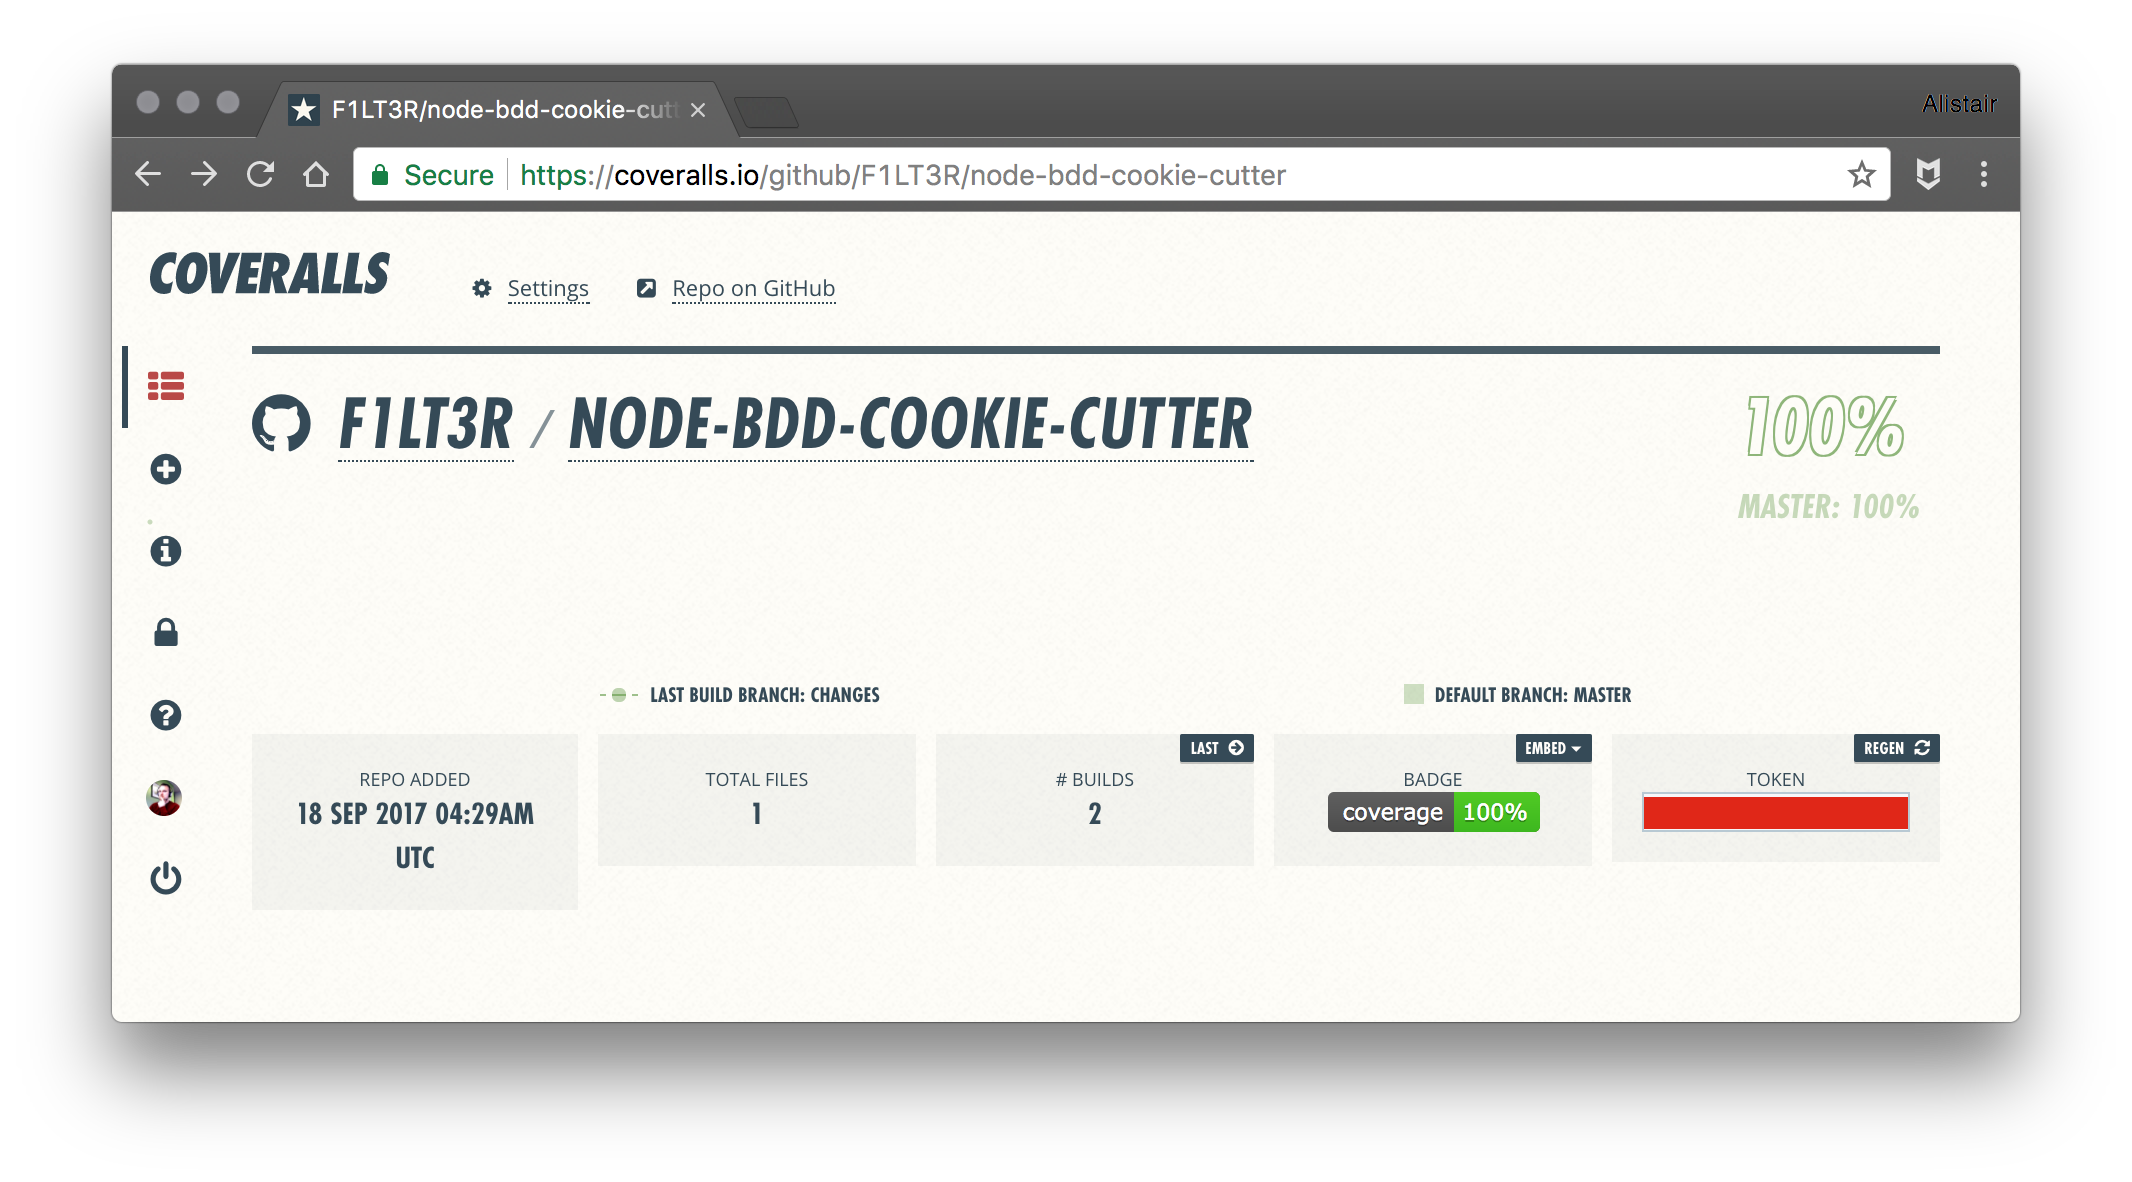 F1LT3R/node-bdd-cookie-cutt
Alistair
Secure
https://coveralls.io/github/F1LT3R/node-bdd-cookie-cutter
COVERALLS
Settings
Repo on GitHub
F1LT3R / NODE-BDD-COOKIE-CUTTER
100%
MASTER: 100%
LAST BUILD BRANCH: CHANGES
DEFAULT BRANCH: MASTER
REPO ADDED
18 SEP 2017 04:29AM
UTC
TOTAL FILES
1
LAST
# BUILDS
2
EMBED
BADGE
coverage 100%
REGEN
TOKEN